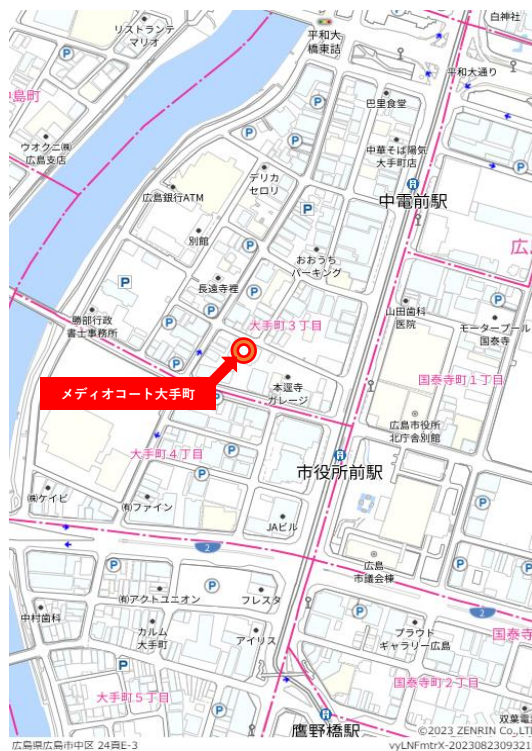 白神社
リストランテ
マリオ
平和大
橋東詰
平和大通り
中島町
巴里食堂
ウオクニ㈱
広島支店
中華そば陽気
大手町店
デリカ
セロリ
広島銀行ATM
中電前駅
別館
おおうち
パーキング
長遠寺裡
山田歯科
医院
勝部行政
書士事務所
大手町3丁目
モータープール
国泰寺
メディオコート大手町
本逕寺
ガレージ
国泰寺町1丁目
広島市役所
北庁舎別館
大手町4丁目
市役所前駅
㈱ケイビ
㈲ファイン
JAビル
2
広島
市議会棟
㈲アクトユニオン
フレスタ
2
中村歯科
カルム
大手町
アイリス
プラウド
ギャラリー広島
国泰寺
大手町5丁目
国泰寺町2丁目
双葉電
鷹野橋駅
©2023 ZENRIN Co.,L
広島県広島市中区 24頁E-3
vyLNFmtrX-20230823095721